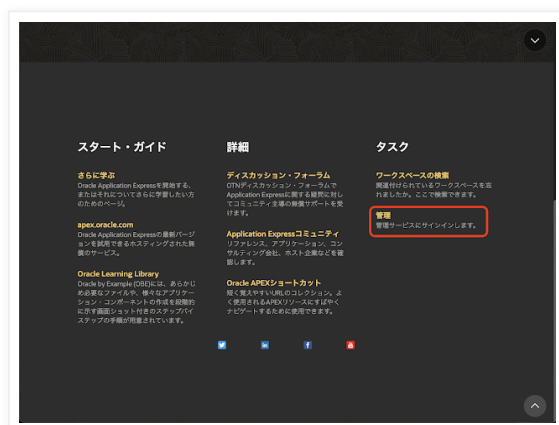 スタート・ガイド
さらに学ぶ
Oracle Application Expressを開始する、
またはそれについてさらに学習したい方
のためのページ。
apex.oracle.com
Oracle Application Expressの最新バージ
ョンを試用できるホスティングされた無
償のサービス。
Oracle Learning Library
Oracle by Example (OBE)には、あらかじ
め必要なファイルや、様々なアプリケー
ション・コンポーネントの作成を段階的
に示す画面ショット付きのステップバイ
ステップの手順が用意されています。
詳細
ディスカッション・フォーラム
OTNディスカッション・フォーラムで
Application Expressに関する疑問に対し
てコミュニティ主導の無償サポートを受
けます。
Application Expressコミュニティ
リファレンス、アプリケーション、コン
サルティング会社、ホスト企業などを確
認します。
Oracle APEXショートカット
短く覚えやすいURLのコレクション。よ
く使用されるAPEXリソースにすばやく
ナビゲートするために使用できます。
タスク
ワークスペースの検索
関連付けられているワークスペースを忘
れましたか。ここで検索できます。
管理
管理サービスにサインインします。